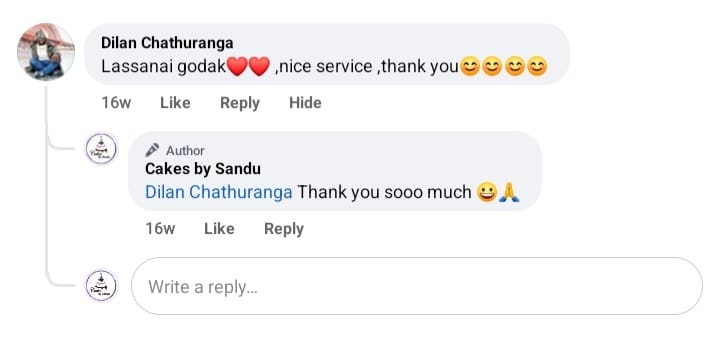 Dilan Chathuranga
Lassanai godak❤️❤️ ,nice service ,thank you😊😊😊😊
16w Like Reply Hide
Author
Cakes by Sandu
Dilan Chathuranga Thank you sooo much 😀🙏
16w Like Reply
Write a reply...